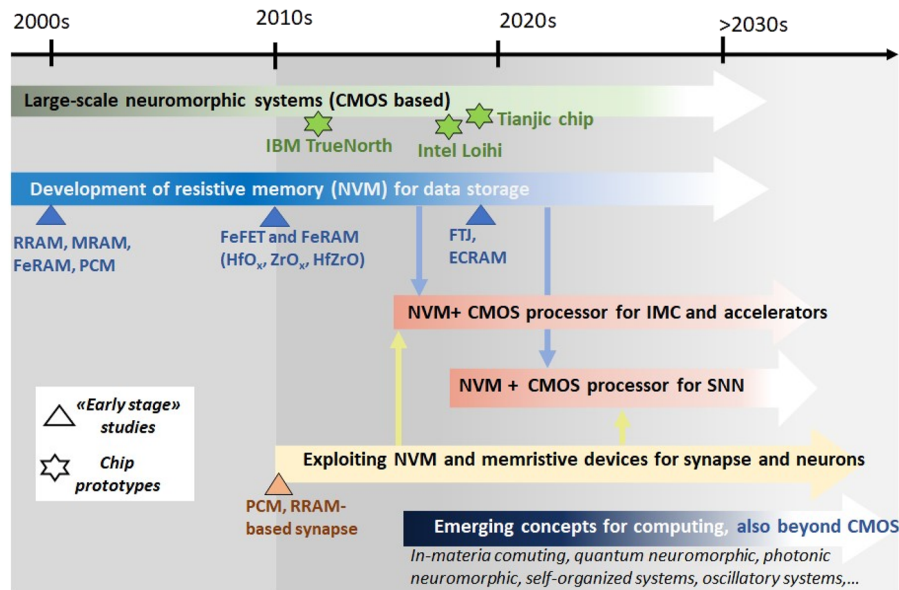 2000s
2010s
2020s
>2030s
Large-scale neuromorphic systems (CMOS based)
Tianjic chip
IBM TrueNorth
Intel Loihi
Development of resistive memory (NVM) for data storage
RRAM, MRAM,
FeRAM, PCM
FeFET and FeRAM
(HfOₓ, ZrOₓ, HfZrO)
FTJ,
ECRAM
NVM+ CMOS processor for IMC and accelerators
NVM + CMOS processor for SNN
«Early stage»
studies
Chip
prototypes
Exploiting NVM and memristive devices for synapse and neurons
PCM, RRAM-
based synapse
Emerging concepts for computing, also beyond CMOS
In-materia comuting, quantum neuromorphic, photonic
neuromorphic, self-organized systems, oscillatory systems,...